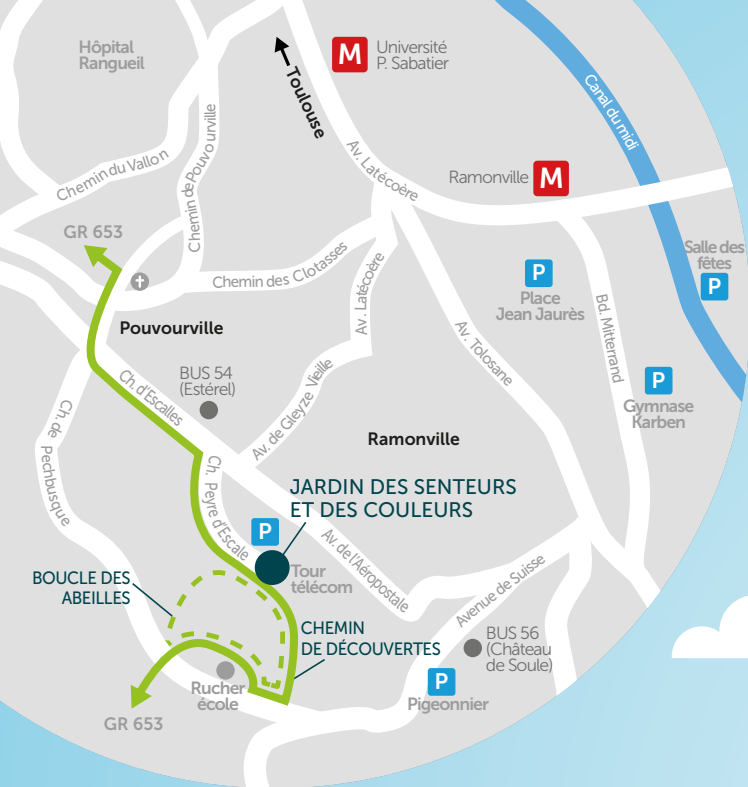 Hôpital
Rangueil
Toulouse
M
Université
P. Sabatier
Canal du midi
Chemin du Vallon
Chemin de Pouvourville
Av. Latécoère
Ramonville
M
GR 653
Chemin des Clotasses
Av. Latécoère
Salle des
fêtes
P
P
Place
Jean Jaurès
Bd. Mitterrand
Av. Tolosane
Pouvourville
BUS 54
(Estérel)
Ch. d'Escalles
Av. de Gleyze Vieille
P
Gymnase
Karben
Ch. de Pechbusque
Ramonville
Ch. Peyre d'Escale
JARDIN DES SENTEURS
ET DES COULEURS
P
Tour
télécom
Av. de l'Aéropostale
Avenue de Suisse
BOUCLE DES
ABEILLES
CHEMIN
DE DÉCOUVERTES
BUS 56
(Château
de Soule)
P
Pigeonnier
Rucher
école
GR 653